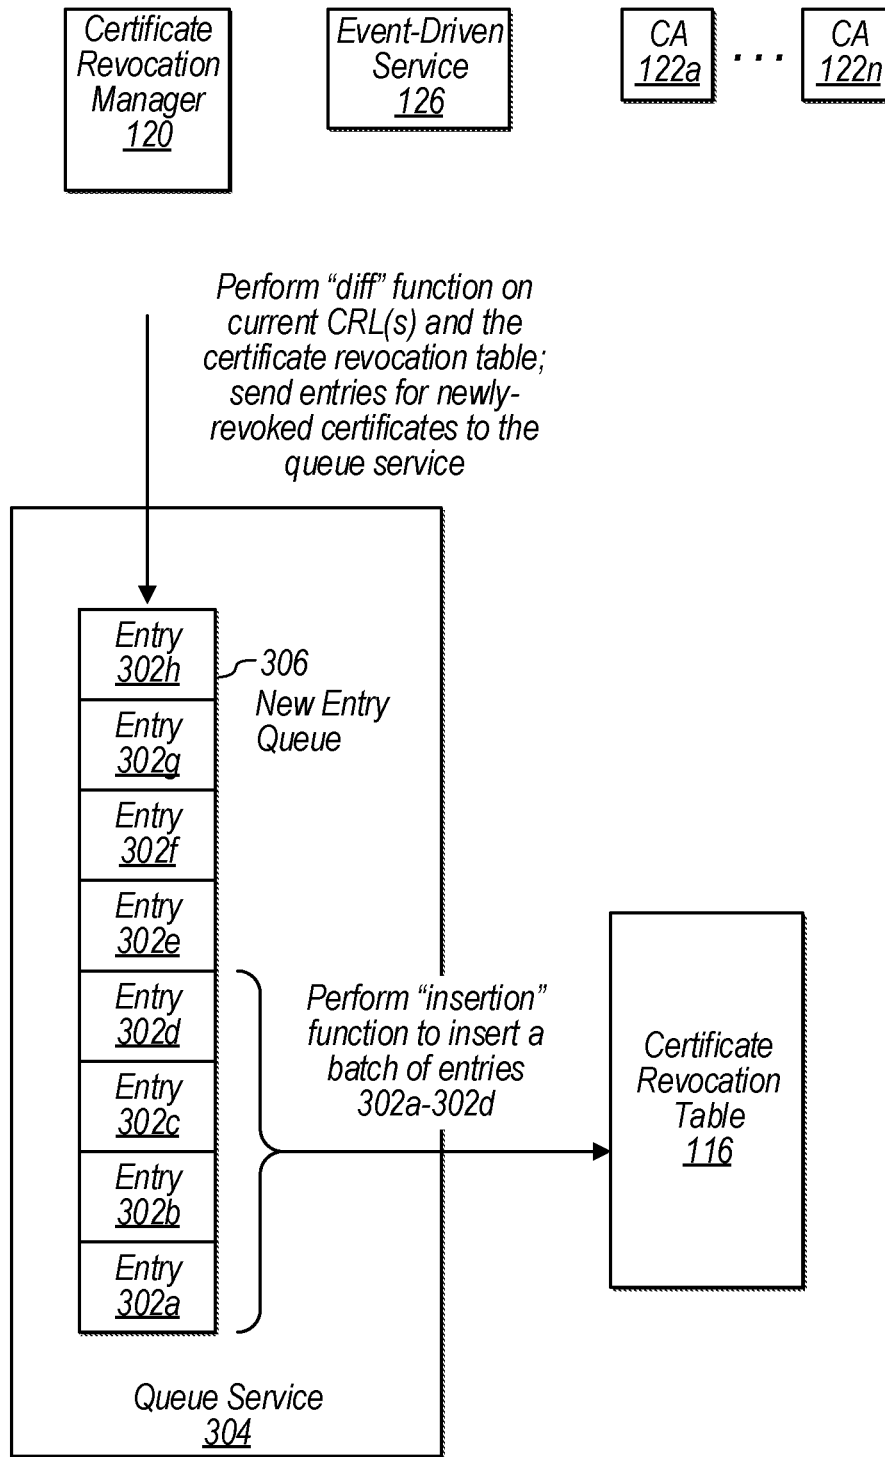 Certificate
Revocation
Manager
120
Event-Driven
Service
126
CA
122a
...
CA
122n
Perform “diff” function on
current CRL(s) and the
certificate revocation table;
send entries for newly-
revoked certificates to the
queue service
Entry
302h
306
New Entry
Queue
Entry
302g
Entry
302f
Entry
302e
Entry
302d
Entry
302c
Entry
302b
Entry
302a
Perform “insertion”
function to insert a
batch of entries
302a-302d
Certificate
Revocation
Table
116
Queue Service
304